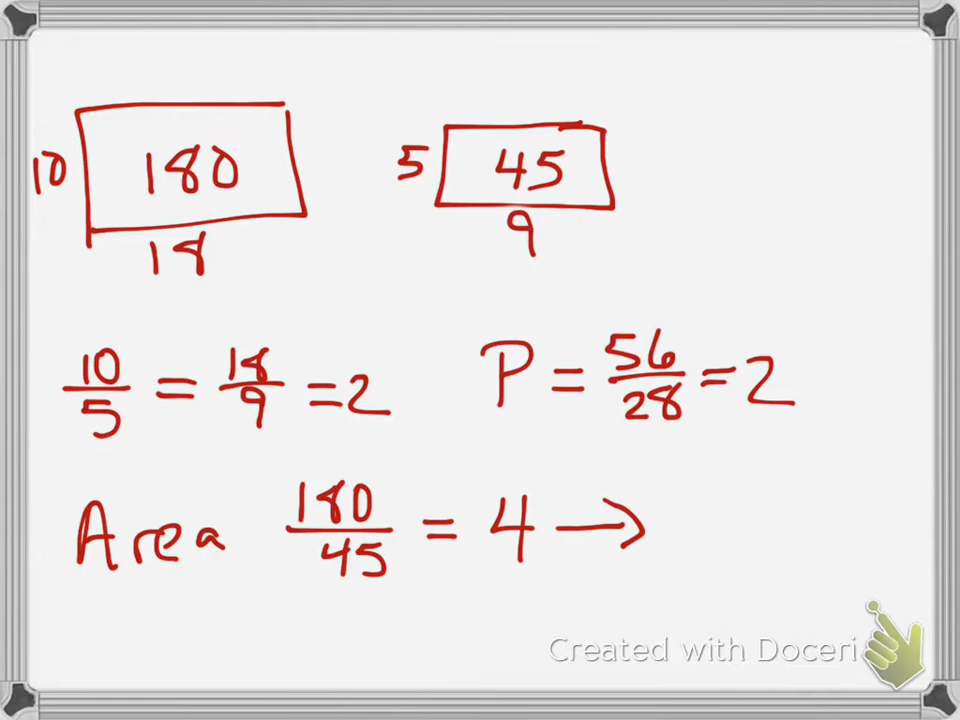 10 180 5 45
18 9
10/5 = 18/9 = 2 P = 56/28 = 2
Area 180/45 = 4 →
Created with Doceri